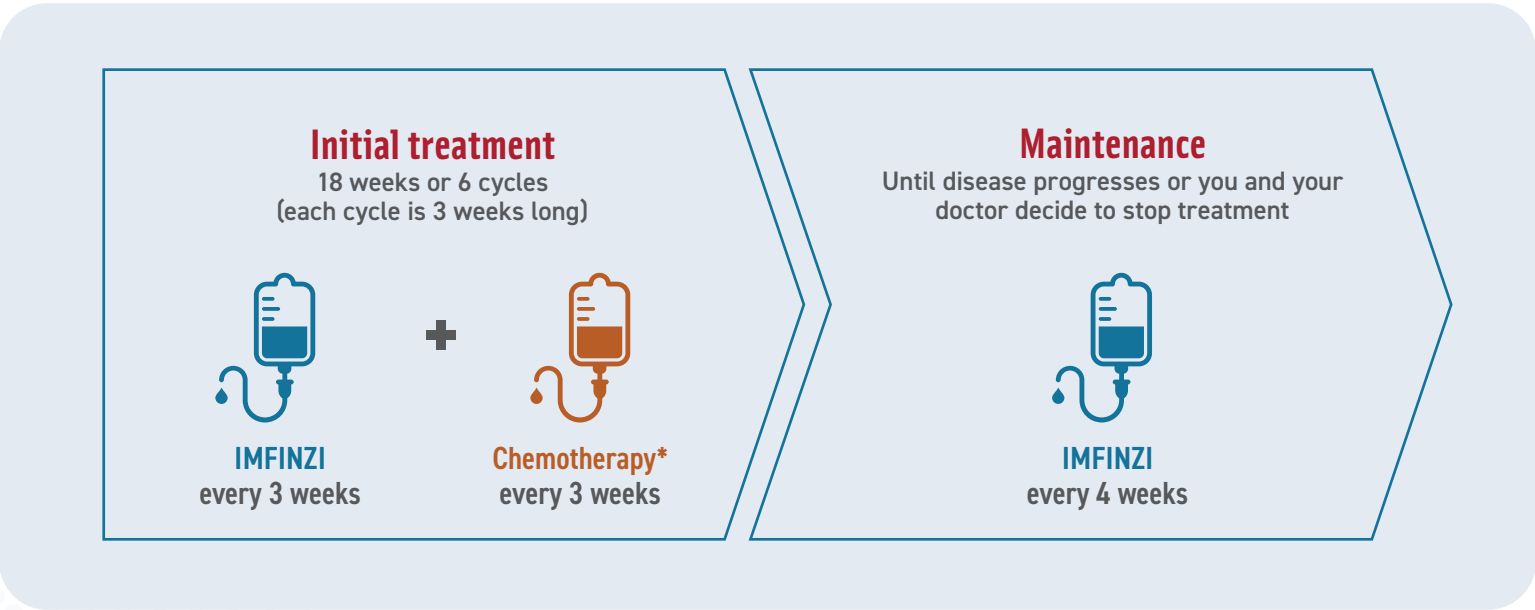 Initial treatment
18 weeks or 6 cycles
(each cycle is 3 weeks long)
IMFINZI
every 3 weeks
Chemotherapy*
every 3 weeks
Maintenance
Until disease progresses or you and your
doctor decide to stop treatment
IMFINZI
every 4 weeks